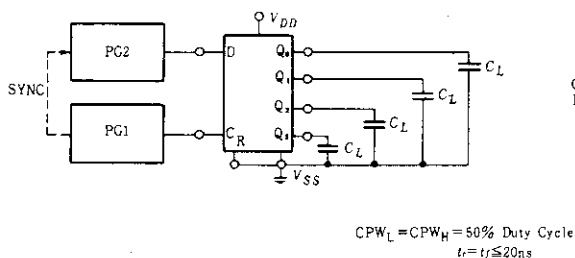 V_DD
PG2
D
Q₀
C_L
SYNC
Q₁
C_L
Q₂
C_L
PG1
C_R
Q₃
C_L
V_SS
CPW_L=CPW_H=50% Duty Cycle
t_r=t_f≦20ns